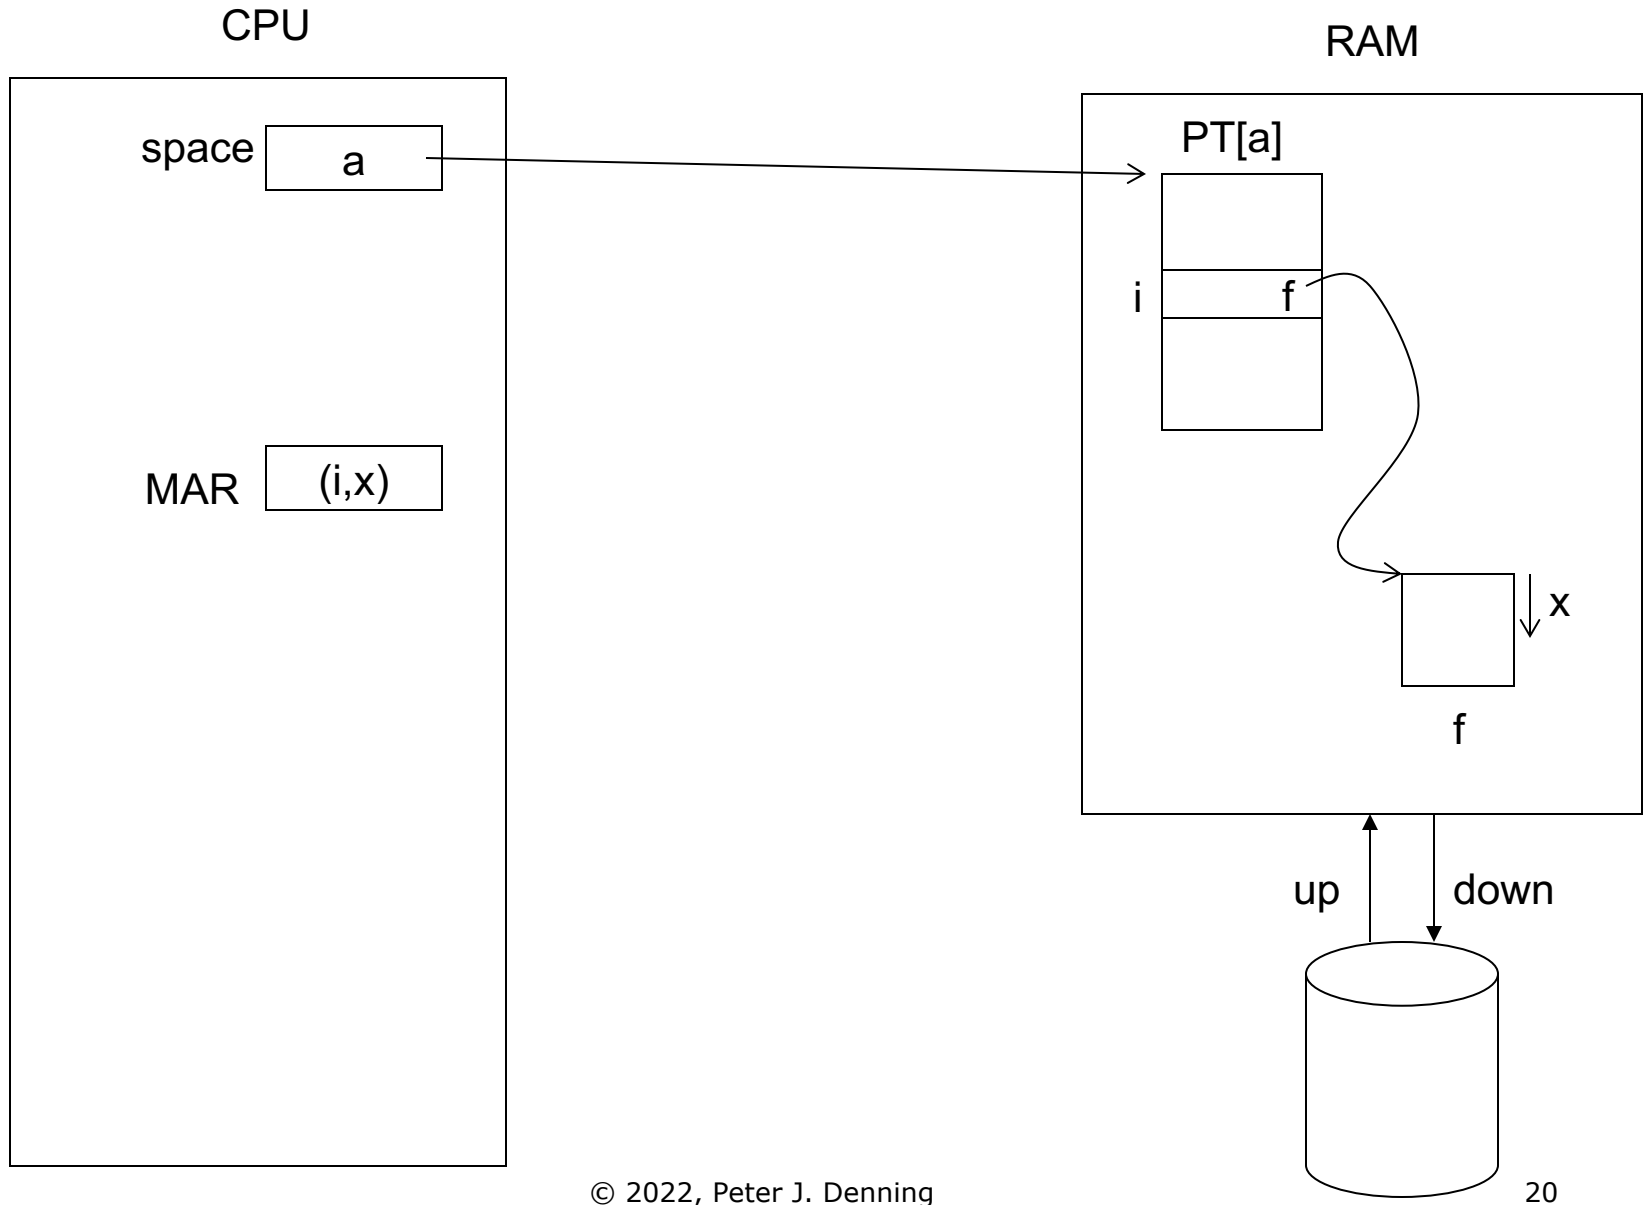 CPU
RAM
space
a
PT[a]
i
f
MAR
(i,x)
x
f
up
down
© 2022, Peter J. Denning
20